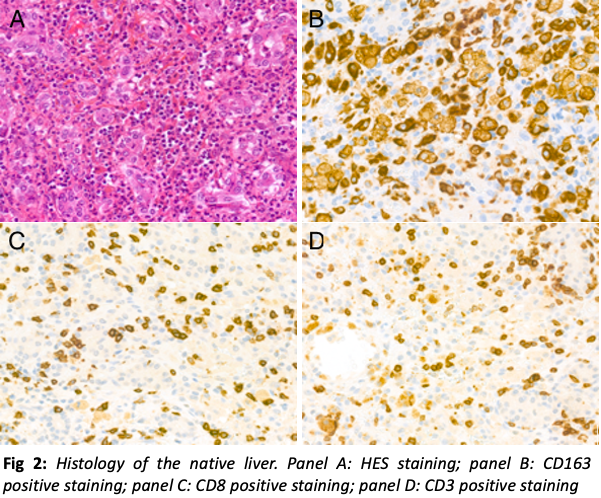 A
B
C
D
Fig 2: Histology of the native liver. Panel A: HES staining; panel B: CD163
positive staining; panel C: CD8 positive staining; panel D: CD3 positive staining